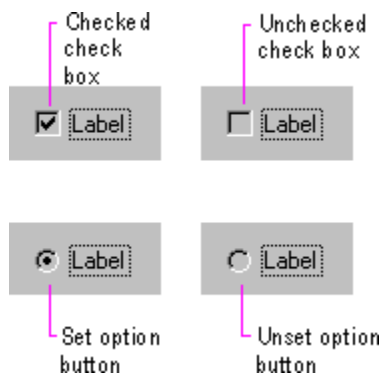 Checked
check
box
Unchecked
check box
Label
Label
Label
Label
Set option
button
Unset option
button